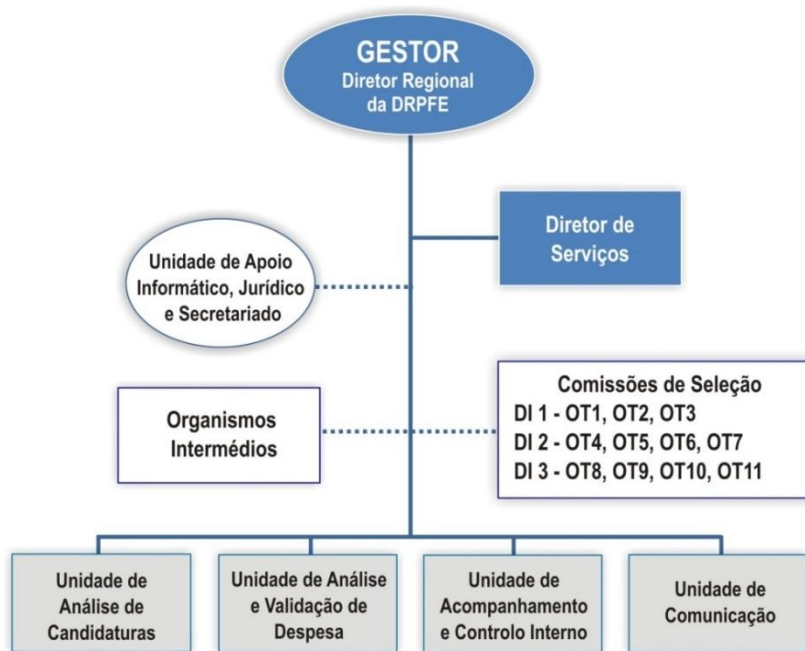 GESTOR
Diretor Regional
da DRPFE
Diretor de
Serviços
Unidade de Apoio
Informático, Jurídico
e Secretariado
Organismos
Intermédios
Comissões de Seleção
DI 1 - OT1, OT2, OT3
DI 2 - OT4, OT5, OT6, OT7
DI 3 - OT8, OT9, OT10, OT11
Unidade de
Análise de
Candidaturas
Unidade de Análise
e Validação de
Despesa
Unidade de
Acompanhamento
e Controlo Interno
Unidade de
Comunicação